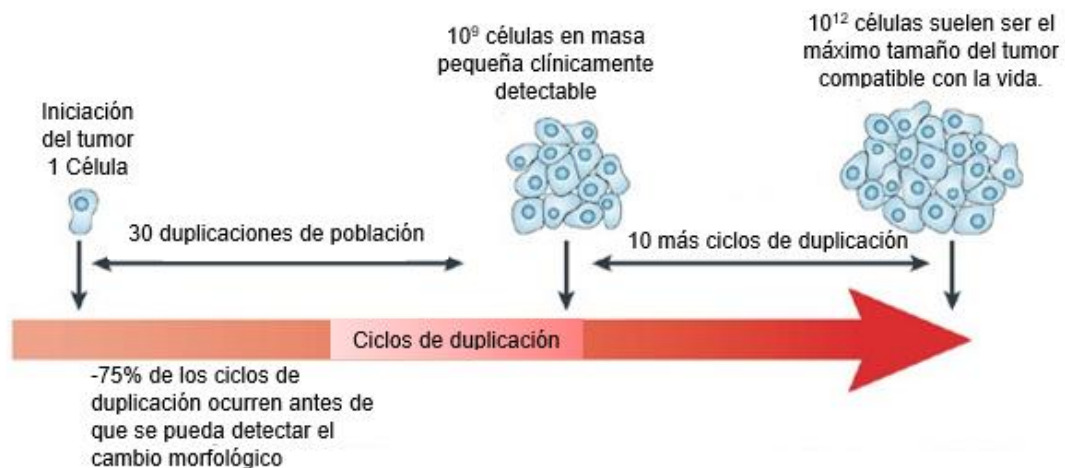 Iniciación
del tumor
1 Célula
10⁹ células en masa
pequeña clínicamente
detectable
10¹² células suelen ser el
máximo tamaño del tumor
compatible con la vida.
30 duplicaciones de población
10 más ciclos de duplicación
Ciclos de duplicación
-75% de los ciclos de
duplicación ocurren antes de
que se pueda detectar el
cambio morfológico